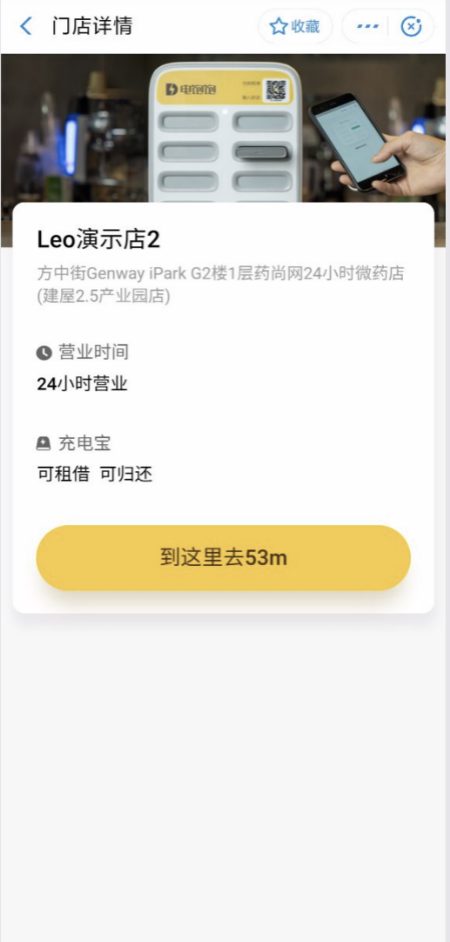 门店详情
收藏
Leo演示店2
方中街Genway iPark G2楼1层药尚网24小时微药店
(建屋2.5产业园店)
营业时间
24小时营业
充电宝
可租借 可归还
到这里去53m